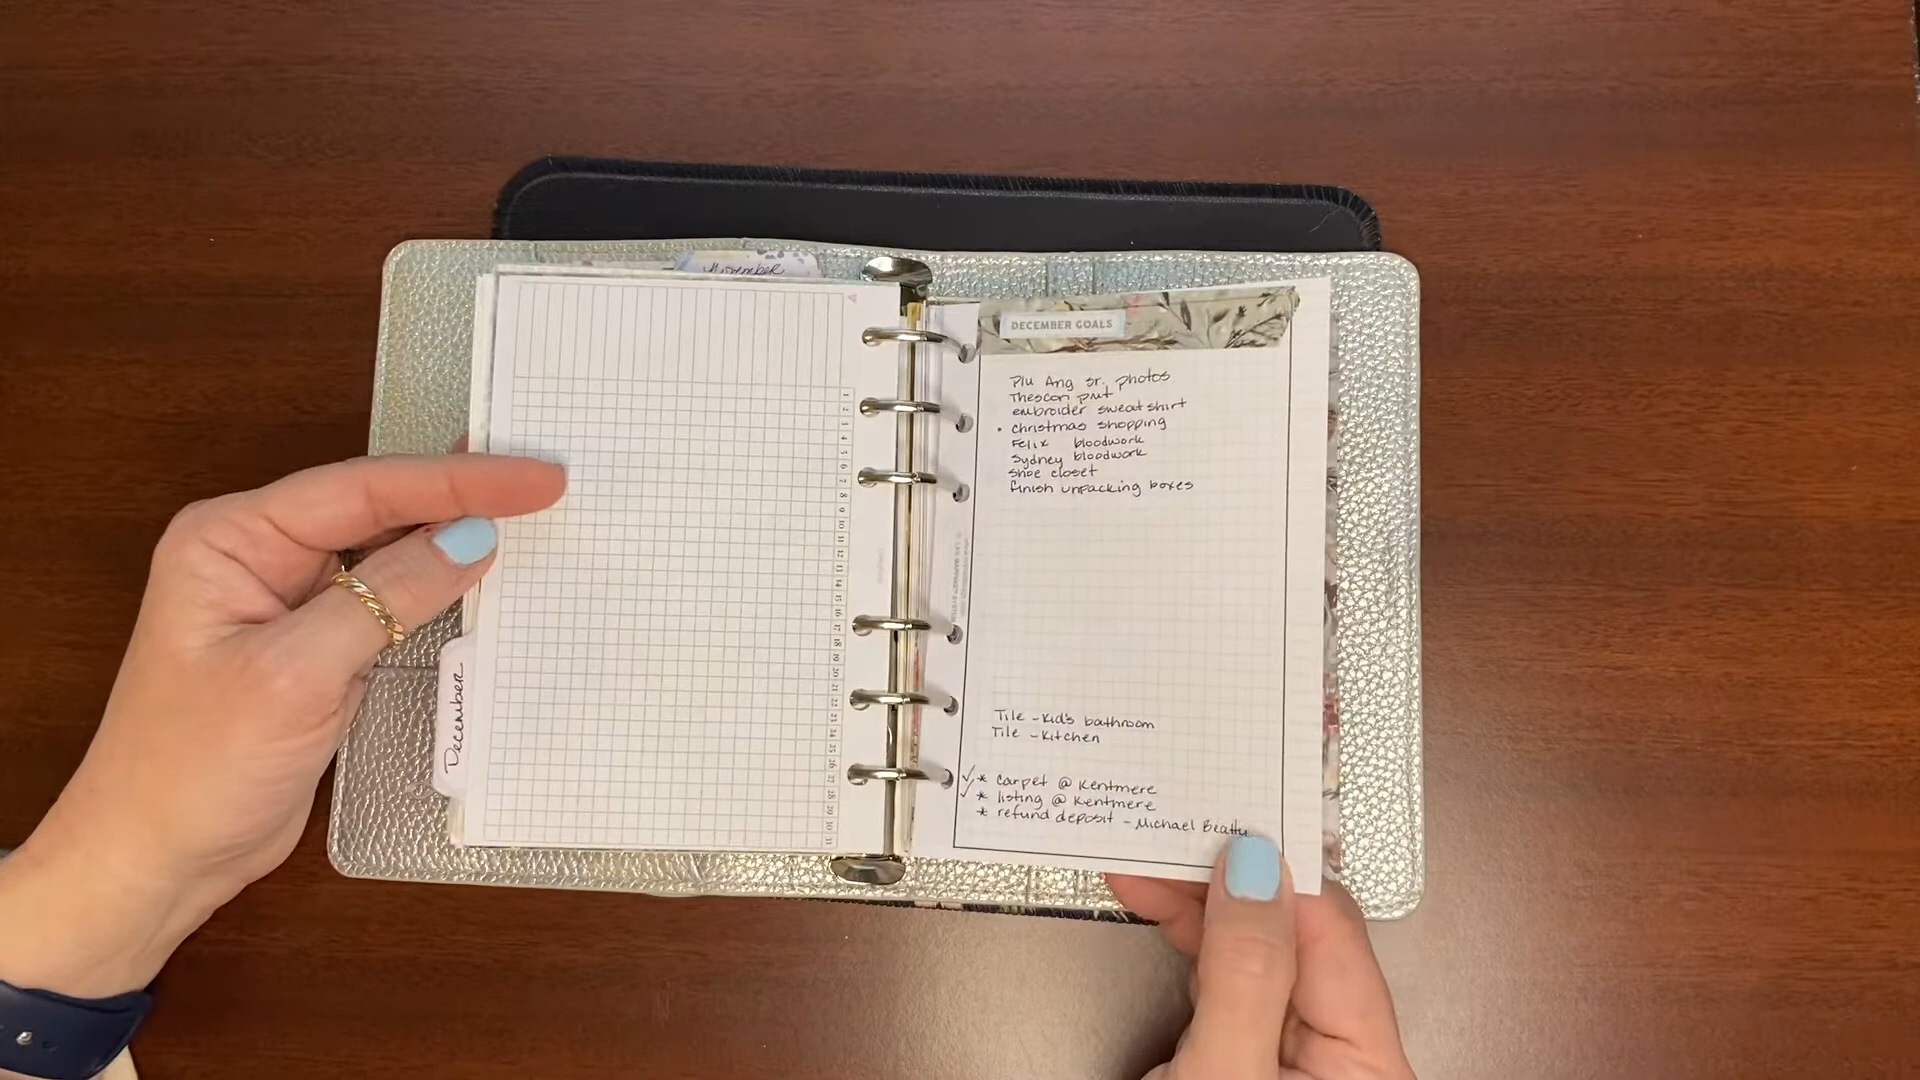 November
December
1
2
3
4
5
6
7
8
9
10
11
12
13
14
15
16
17
18
19
20
21
22
23
24
25
26
27
28
29
30
31
DECEMBER GOALS
Plu Ang sr. photos
Thescon pmt
embroider sweatshirt
• christmas shopping
Felix bloodwork
Sydney bloodwork
shoe closet
finish unpacking boxes
Tile - Kid's bathroom
Tile - Kitchen
✓ * carpet @ Kentmere
✓ * listing @ Kentmere
* refund deposit - Michael Beatty